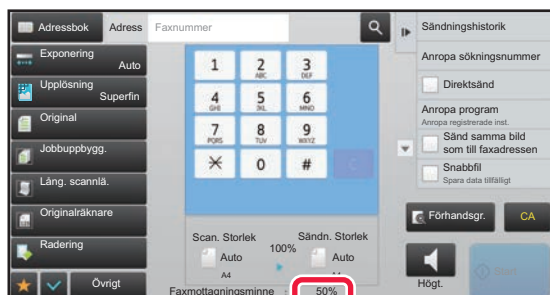 Adressbok
Adress
Faxnummer
Exponering
Auto
Upplösning
Superfin
Original
Jobbuppbygg.
Lång. scannlä.
Originalräknare
Radering
Övrigt
1
2 ABC
3 DEF
4 GHI
5 JKL
6 MNO
7 PQRS
8 TUV
9 WXYZ
0
#
C
Scan. Storlek
Auto
A4
100%
Sändn. Storlek
Auto
A4
Faxmottagningsminne : 50%
Sändningshistorik
Anropa sökningsnummer
Direktsänd
Anropa program
Anropa registrerade inst.
Sänd samma bild
som till faxadressen
Snabbfil
Spara data tillfälligt
Förhandsgr.
CA
Högt.
Start